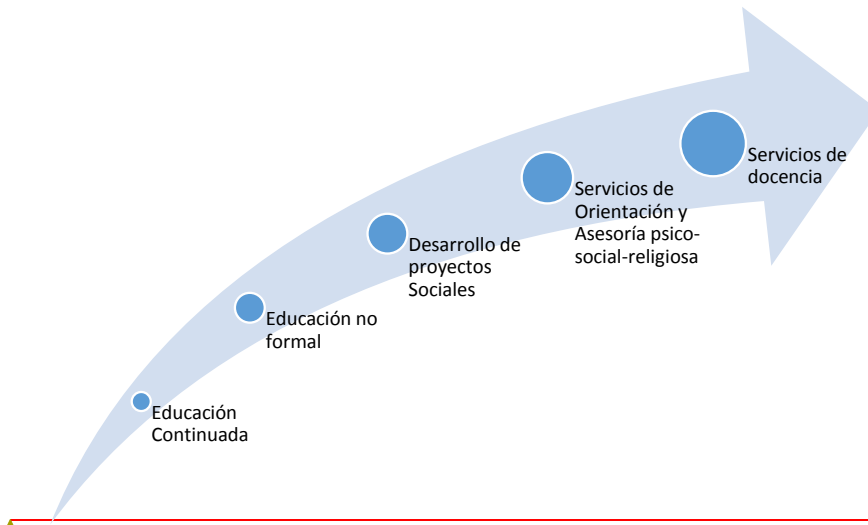 Servicios de
docencia
Servicios de
Orientación y
Asesoría psico-
social-religiosa
Desarrollo de
proyectos
Sociales
Educación no
formal
Educación
Continuada